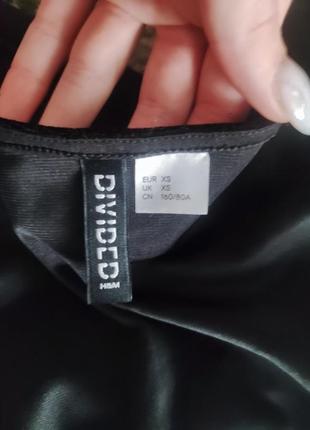 DIVIDED
H&M
EUR XS
UK XS
CN 160/80A